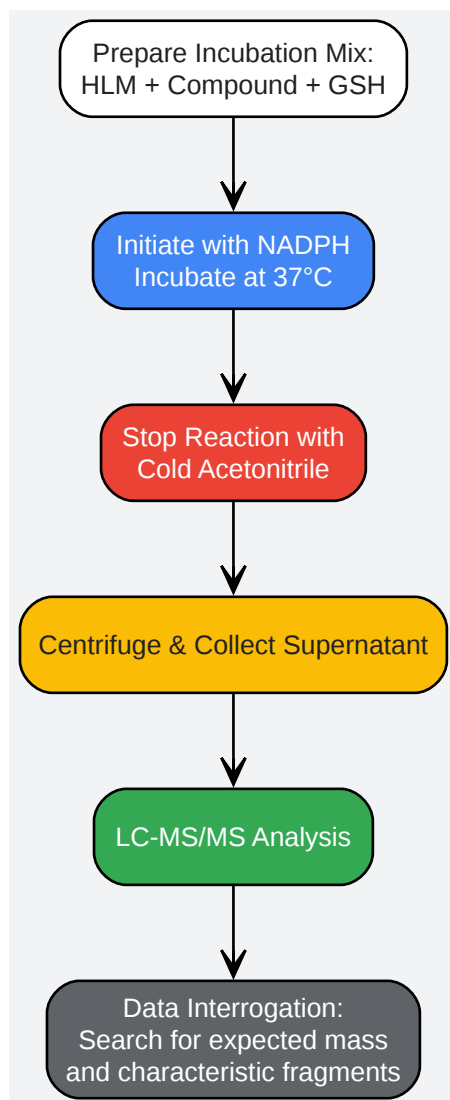 Prepare Incubation Mix:
HLM + Compound + GSH
Initiate with NADPH
Incubate at 37°C
Stop Reaction with
Cold Acetonitrile
Centrifuge & Collect Supernatant
LC-MS/MS Analysis
Data Interrogation:
Search for expected mass
and characteristic fragments